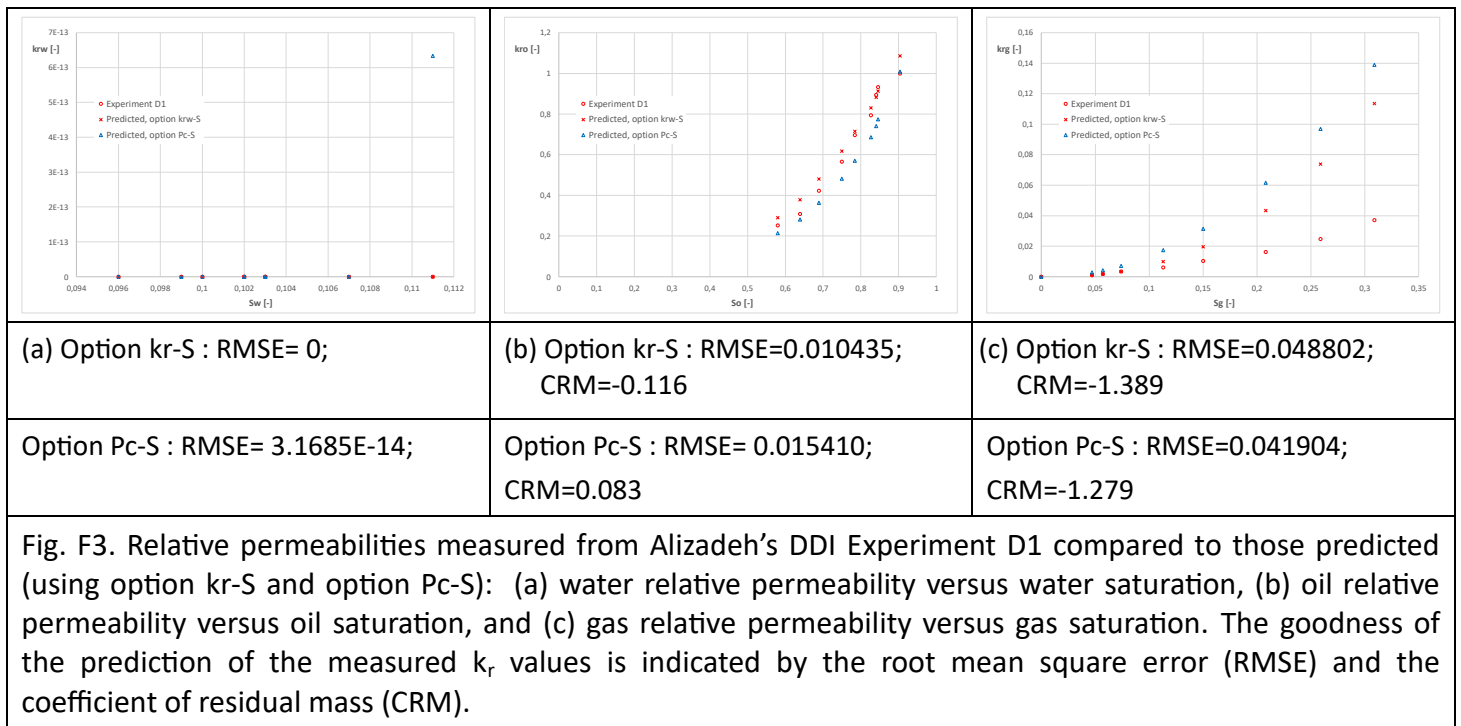 krw [-]
7E-13
6E-13
5E-13
4E-13
3E-13
2E-13
1E-13
0
Experiment D1
Predicted, option krw-S
Predicted, option Pc-S
0,094
0,096
0,098
0,1
0,102
0,104
0,106
0,108
0,11
0,112
Sw [-]
kro [-]
1,2
1
0,8
0,6
0,4
0,2
0
Experiment D1
Predicted, option krw-S
Predicted, option Pc-S
0
0,1
0,2
0,3
0,4
0,5
0,6
0,7
0,8
0,9
1
So [-]
krg [-]
0,16
0,14
0,12
0,1
0,08
0,06
0,04
0,02
0
Experiment D1
Predicted, option krw-S
Predicted, option Pc-S
0
0,05
0,1
0,15
0,2
0,25
0,3
0,35
Sg [-]
(a) Option kr-S : RMSE= 0;
(b) Option kr-S : RMSE=0.010435;
CRM=-0.116
(c) Option kr-S : RMSE=0.048802;
CRM=-1.389
Option Pc-S : RMSE= 3.1685E-14;
Option Pc-S : RMSE= 0.015410;
CRM=0.083
Option Pc-S : RMSE=0.041904;
CRM=-1.279
Fig. F3. Relative permeabilities measured from Alizadeh's DDI Experiment D1 compared to those predicted
(using option kr-S and option Pc-S): (a) water relative permeability versus water saturation, (b) oil relative
permeability versus oil saturation, and (c) gas relative permeability versus gas saturation. The goodness of
the prediction of the measured kr values is indicated by the root mean square error (RMSE) and the
coefficient of residual mass (CRM).